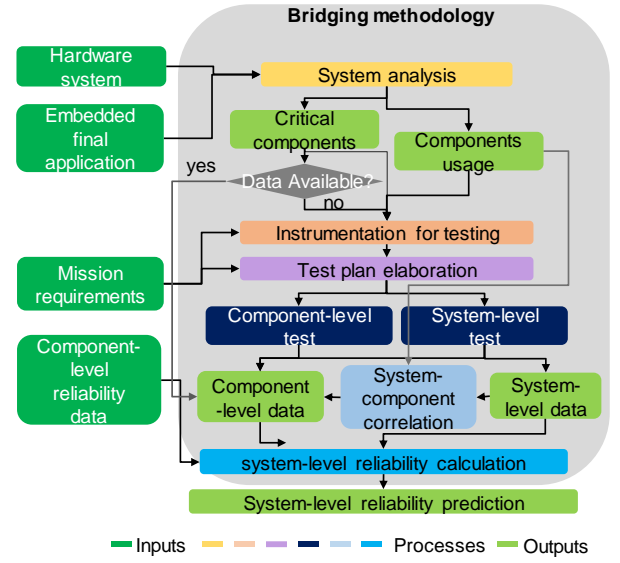 Bridging methodology
Hardware
system
System analysis
Embedded
final
application
Critical
components
Components
usage
yes
Data Available?
no
Instrumentation for testing
Mission
requirements
Test plan elaboration
Component-level
test
System-level
test
Component-
level
reliability
data
Component
-level data
System-
component
correlation
System-
level data
system-level reliability calculation
System-level reliability prediction
Inputs
Processes
Outputs